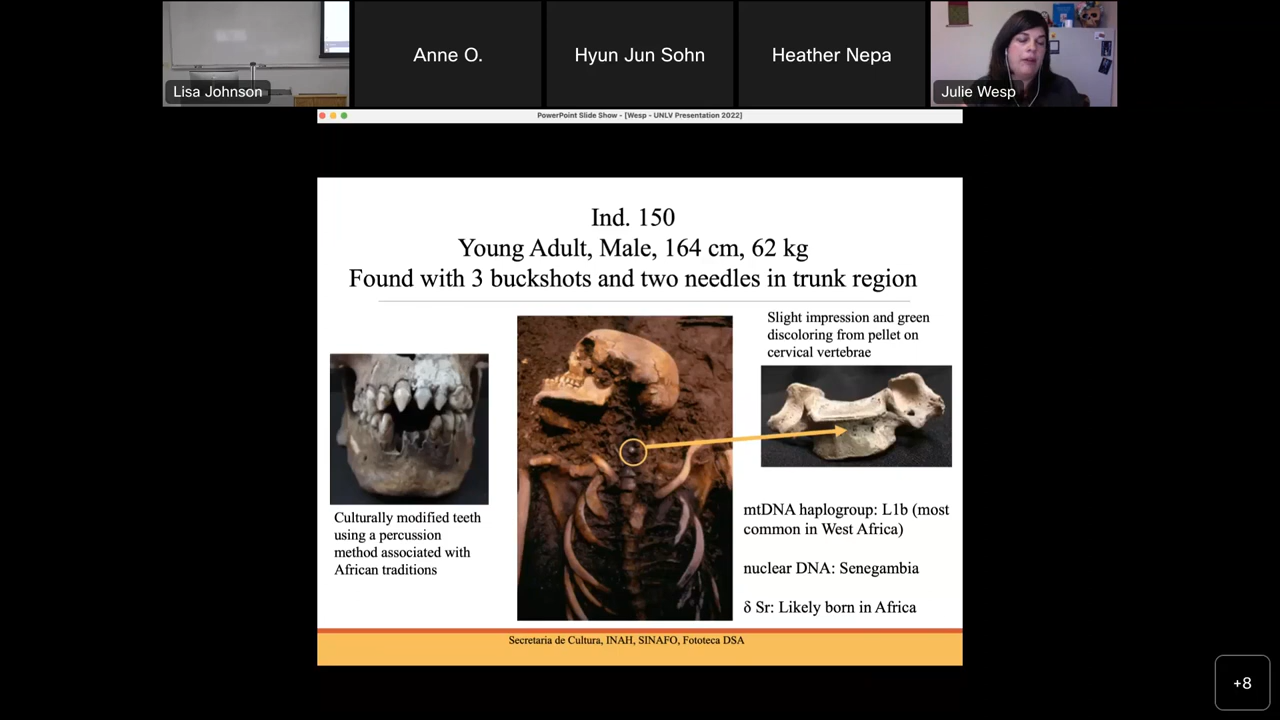 Lisa Johnson
Anne O.
Hyun Jun Sohn
Heather Nepa
Julie Wesp
PowerPoint Slide Show - [Wesp - UNLV Presentation 2022]
Ind. 150
Young Adult, Male, 164 cm, 62 kg
Found with 3 buckshots and two needles in trunk region
Slight impression and green
discoloring from pellet on
cervical vertebrae
Culturally modified teeth
using a percussion
method associated with
African traditions
mtDNA haplogroup: L1b (most
common in West Africa)
nuclear DNA: Senegambia
δ Sr: Likely born in Africa
Secretaria de Cultura, INAH, SINAFO, Fototeca DSA
+8